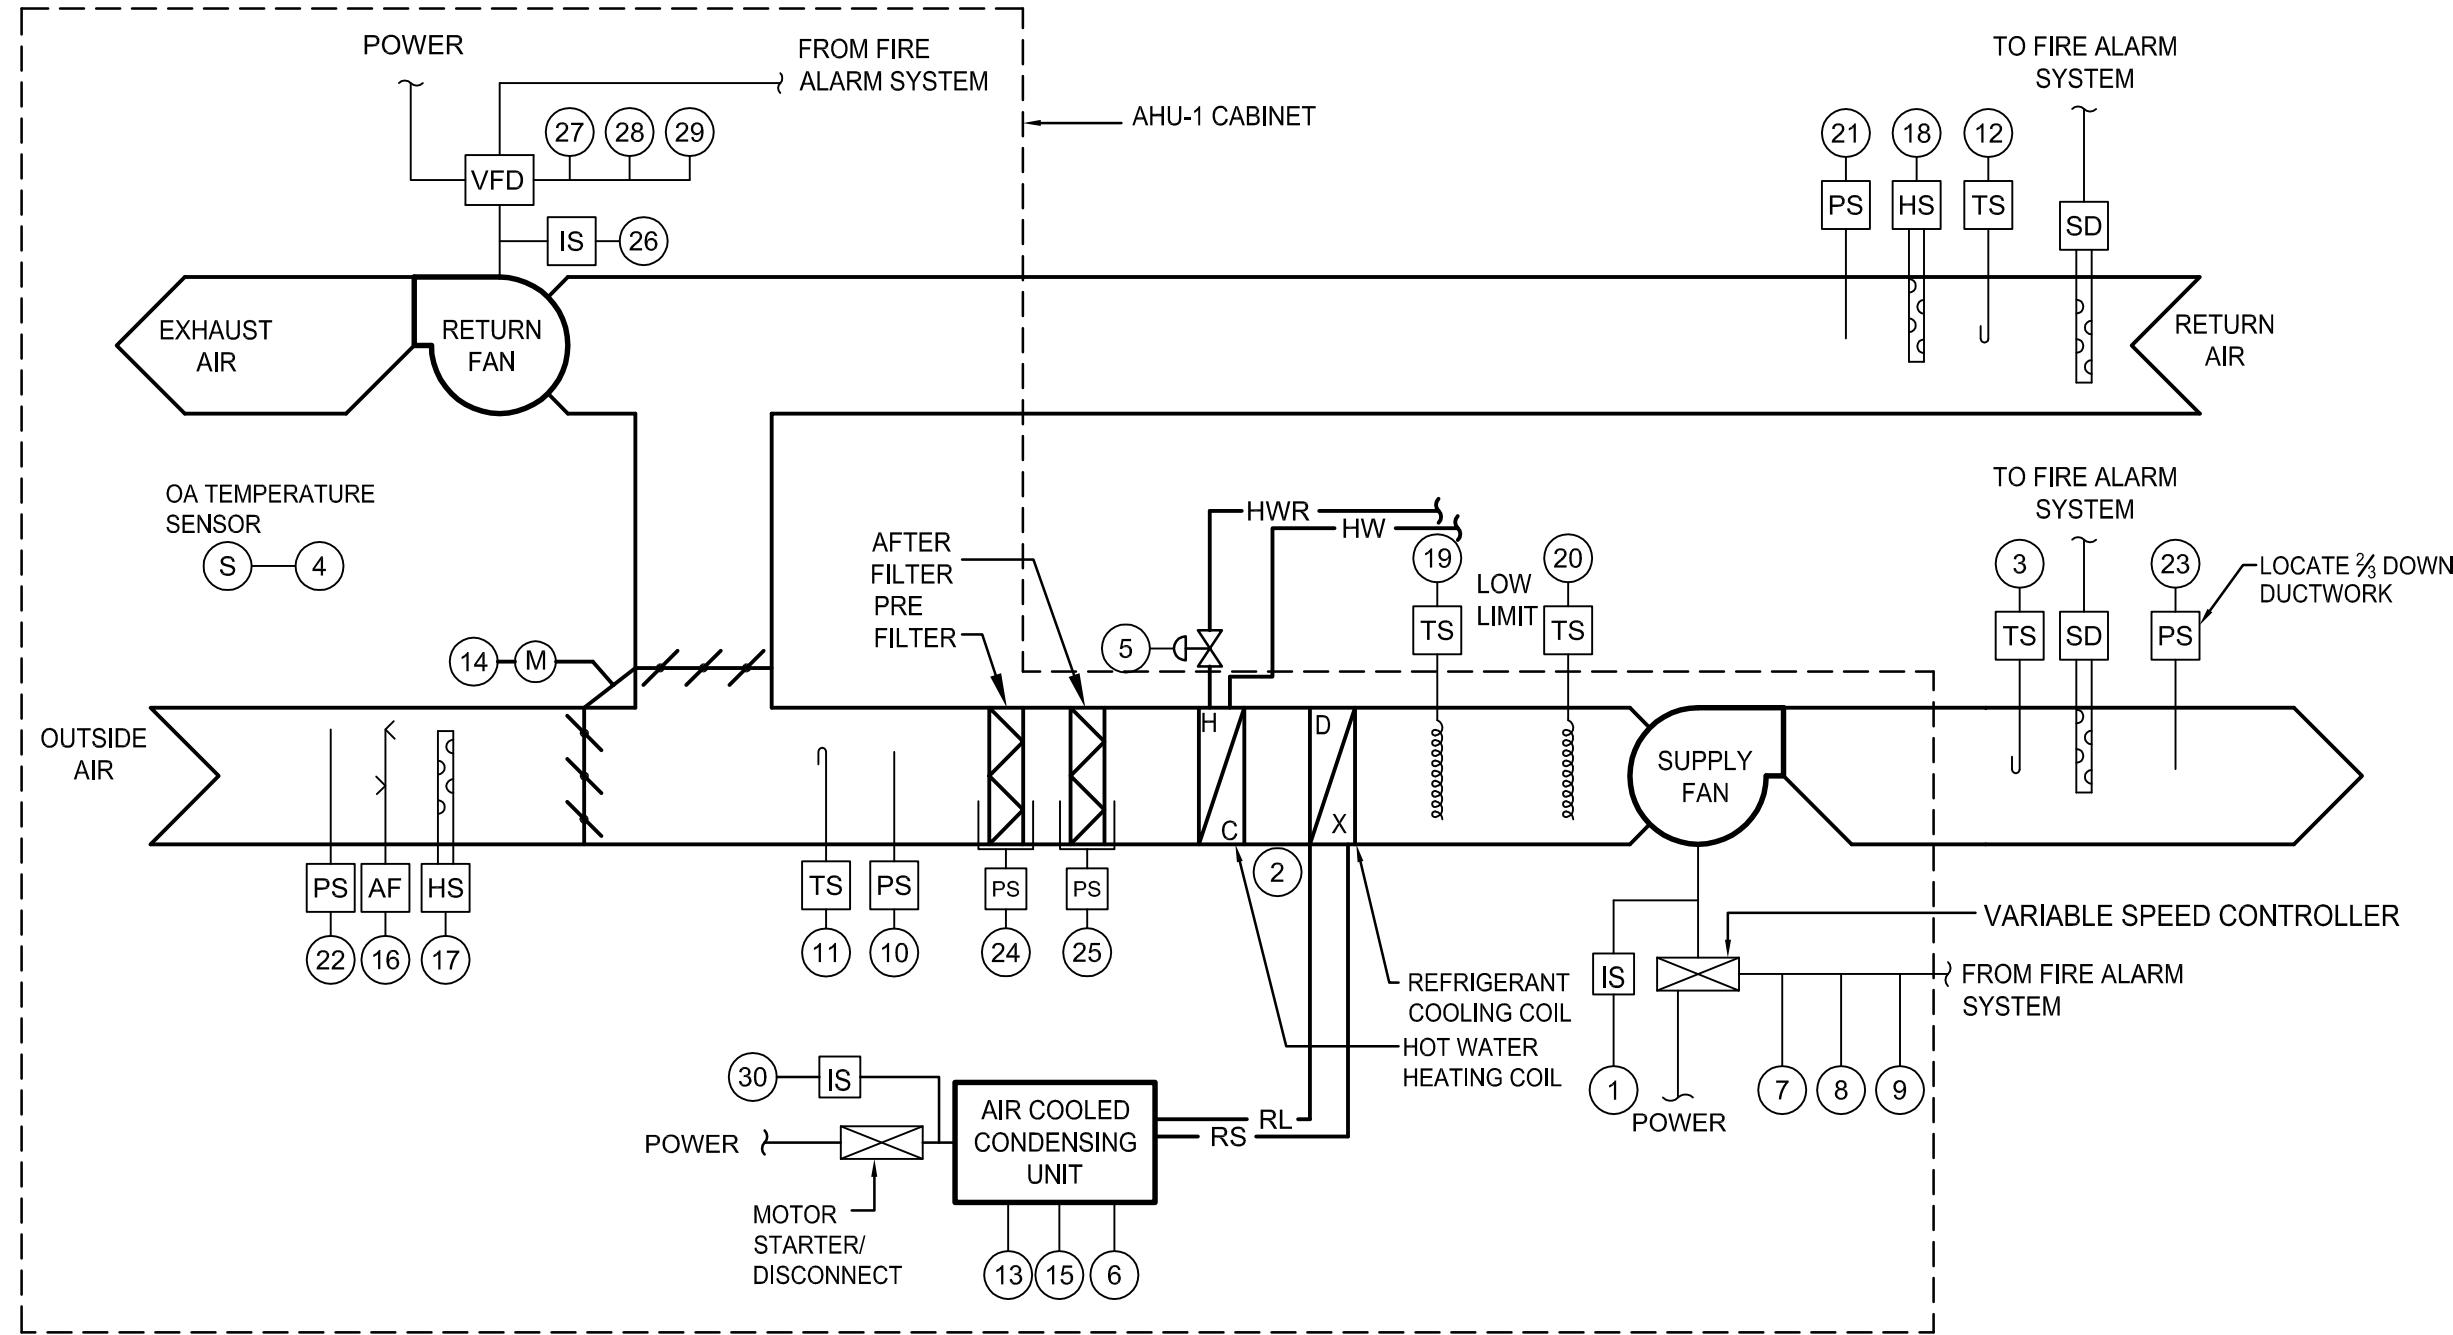 POWER
FROM FIRE
ALARM SYSTEM
27
28
29
VFD
IS
26
AHU-1 CABINET
TO FIRE ALARM
SYSTEM
21
18
12
PS
HS
TS
SD
EXHAUST
AIR
RETURN
FAN
RETURN
AIR
OA TEMPERATURE
SENSOR
S
4
AFTER
FILTER
PRE
FILTER
HWR
HW
19
20
LOW
LIMIT
TS
TS
5
TO FIRE ALARM
SYSTEM
3
23
TS
SD
PS
LOCATE ⅔ DOWN
DUCTWORK
14
M
OUTSIDE
AIR
H
C
D
X
SUPPLY
FAN
2
PS
AF
HS
22
16
17
TS
PS
11
10
PS
PS
24
25
VARIABLE SPEED CONTROLLER
IS
FROM FIRE ALARM
SYSTEM
REFRIGERANT
COOLING COIL
HOT WATER
HEATING COIL
1
7
8
9
POWER
30
IS
POWER
AIR COOLED
CONDENSING
UNIT
RL
RS
MOTOR
STARTER/
DISCONNECT
13
15
6